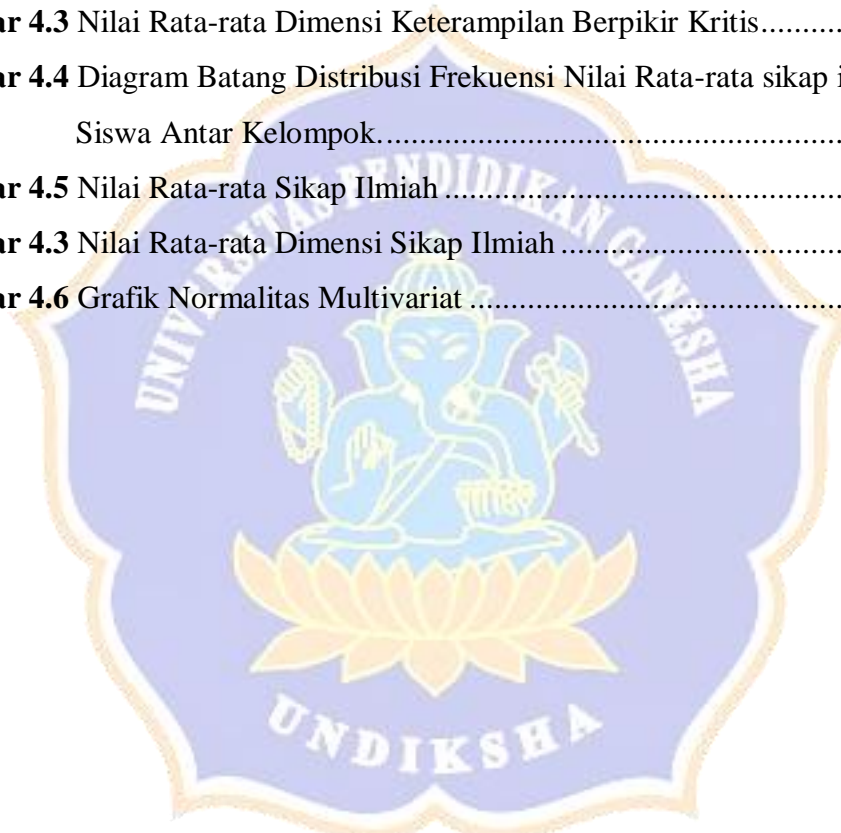 ar 4.3 Nilai Rata-rata Dimensi Keterampilan Berpikir Kritis...........
ar 4.4 Diagram Batang Distribusi Frekuensi Nilai Rata-rata sikap i
Siswa Antar Kelompok..........................................................
ar 4.5 Nilai Rata-rata Sikap Ilmiah ..................................................
ar 4.3 Nilai Rata-rata Dimensi Sikap Ilmiah ....................................
ar 4.6 Grafik Normalitas Multivariat ...............................................
UNIVERSITAS PENDIDIKAN GANESHA
UNDIKSHA